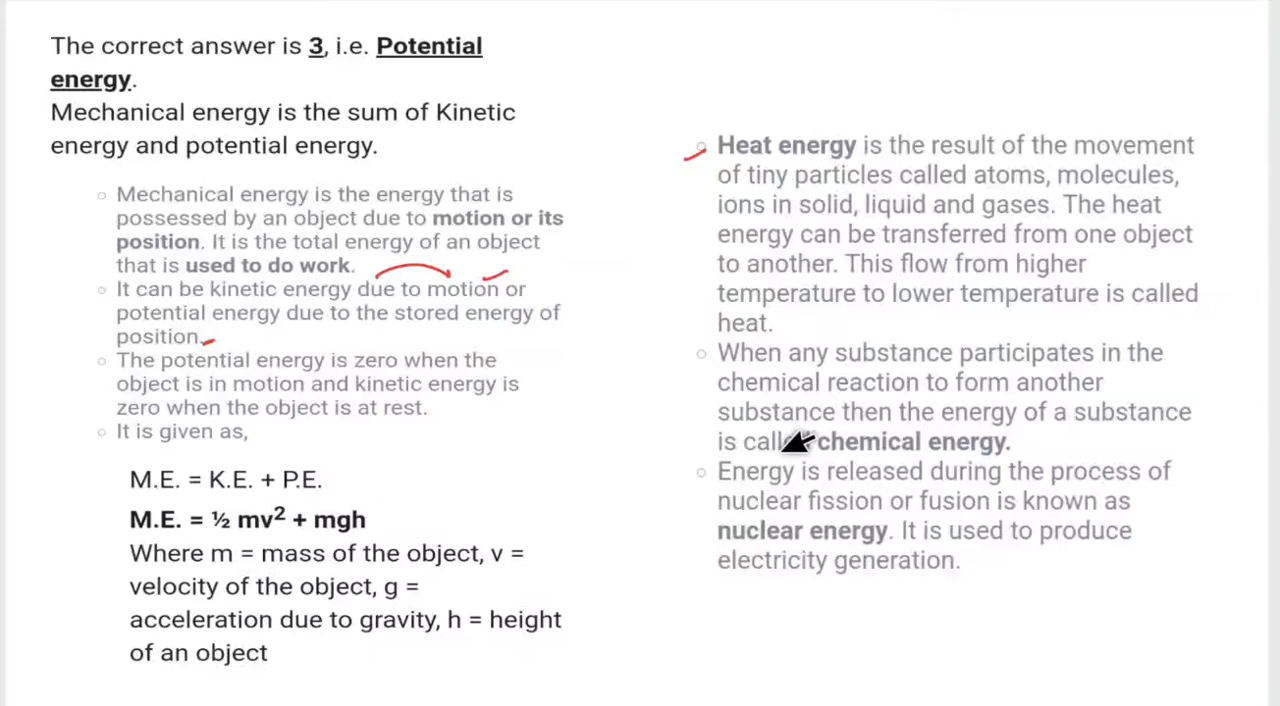 The correct answer is 3, i.e. Potential
energy.
Mechanical energy is the sum of Kinetic
energy and potential energy.
Mechanical energy is the energy that is
possessed by an object due to motion or its
position. It is the total energy of an object
that is used to do work.
It can be kinetic energy due to motion or
potential energy due to the stored energy of
position.
The potential energy is zero when the
object is in motion and kinetic energy is
zero when the object is at rest.
It is given as,
M.E. = K.E. + P.E.
M.E. = ½ mv² + mgh
Where m = mass of the object, v =
velocity of the object, g =
acceleration due to gravity, h = height
of an object
Heat energy is the result of the movement
of tiny particles called atoms, molecules,
ions in solid, liquid and gases. The heat
energy can be transferred from one object
to another. This flow from higher
temperature to lower temperature is called
heat.
When any substance participates in the
chemical reaction to form another
substance then the energy of a substance
is called chemical energy.
Energy is released during the process of
nuclear fission or fusion is known as
nuclear energy. It is used to produce
electricity generation.